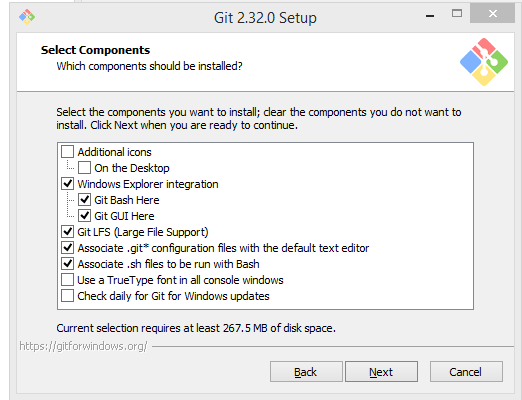 Git 2.32.0 Setup
Select Components
Which components should be installed?
Select the components you want to install; clear the components you do not want to
install. Click Next when you are ready to continue.
Additional icons
On the Desktop
Windows Explorer integration
Git Bash Here
Git GUI Here
Git LFS (Large File Support)
Associate .git* configuration files with the default text editor
Associate .sh files to be run with Bash
Use a TrueType font in all console windows
Check daily for Git for Windows updates
Current selection requires at least 267.5 MB of disk space.
https://gitforwindows.org/
Back Next Cancel